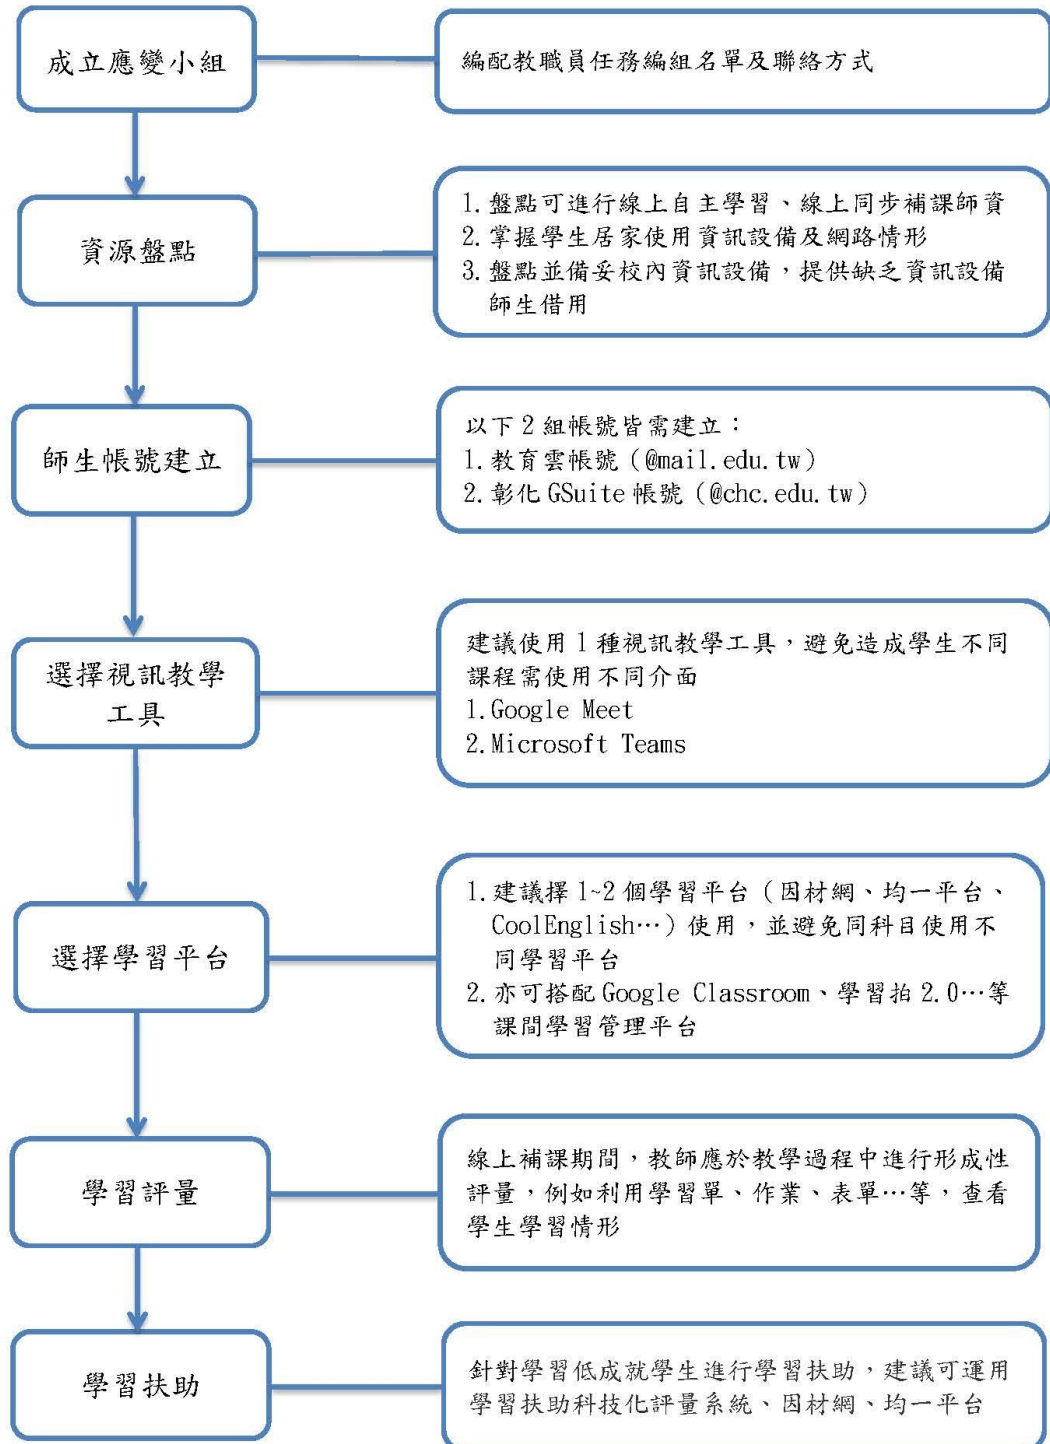 成立應變小組
編配教職員任務編組名單及聯絡方式
資源盤點
1.盤點可進行線上自主學習、線上同步補課師資
2.掌握學生居家使用資訊設備及網路情形
3.盤點並備妥校內資訊設備，提供缺乏資訊設備
師生借用
師生帳號建立
以下2組帳號皆需建立：
1.教育雲帳號（@mail.edu.tw）
2.彰化GSuite帳號（@chc.edu.tw）
選擇視訊教學
工具
建議使用1種視訊教學工具，避免造成學生不同
課程需使用不同介面
1.Google Meet
2.Microsoft Teams
選擇學習平台
1.建議擇1~2個學習平台（因材網、均一平台、
CoolEnglish…）使用，並避免同科目使用不
同學習平台
2.亦可搭配Google Classroom、學習拍2.0…等
課間學習管理平台
學習評量
線上補課期間，教師應於教學過程中進行形成性
評量，例如利用學習單、作業、表單…等，查看
學生學習情形
學習扶助
針對學習低成就學生進行學習扶助，建議可運用
學習扶助科技化評量系統、因材網、均一平台